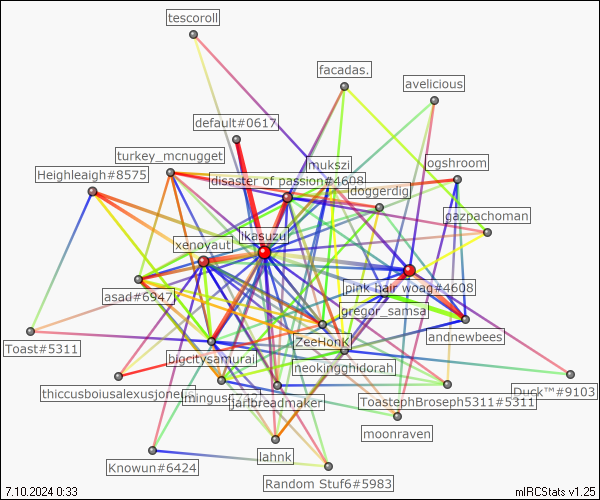 tescoroll
facadas.
avelicious
default#0617
turkey_mcnugget
mukszi
ogshroom
Heighleagh#8575
disaster of passion#4608
doggerdig
gazpachoman
Ikasuzu
xenoyaut
pink hair woag#4608
asad#6947
gregor_samsa
andnewbees
Toast#5311
ZeeHonK
bigcitysamurai
neokingghidorah
thiccusboiusalexusjone
mingus
jarlbreadmaker
ToastephBroseph5311#5311
Duck™#9103
moonraven
lahnk
Knowun#6424
Random Stuf6#5983
7.10.2024 0:33
mIRCStats v1.25